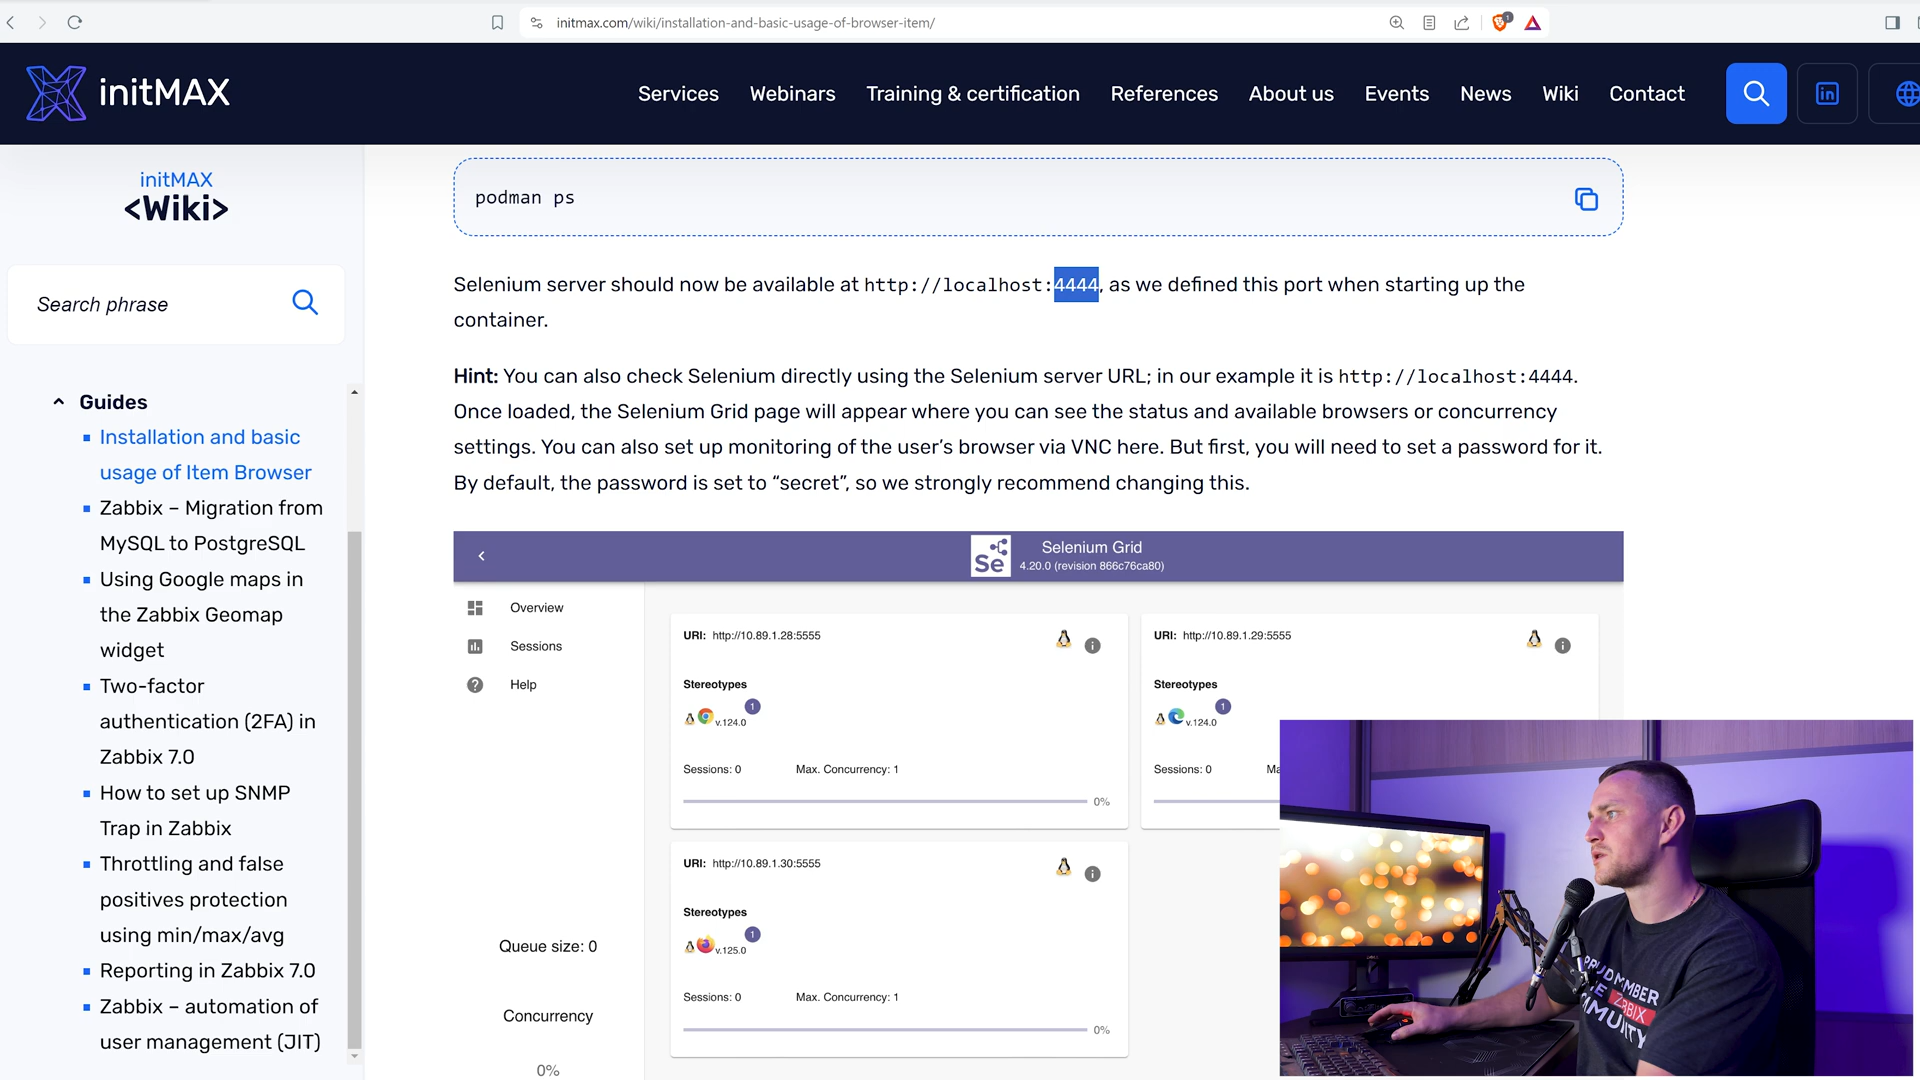 initmax.com/wiki/installation-and-basic-usage-of-browser-item/
1
initMAX
Services
Webinars
Training & certification
References
About us
Events
News
Wiki
Contact
in
initMAX
<Wiki>
Search phrase
Guides
Installation and basic
usage of Item Browser
Zabbix – Migration from
MySQL to PostgreSQL
Using Google maps in
the Zabbix Geomap
widget
Two-factor
authentication (2FA) in
Zabbix 7.0
How to set up SNMP
Trap in Zabbix
Throttling and false
positives protection
using min/max/avg
Reporting in Zabbix 7.0
Zabbix – automation of
user management (JIT)
podman ps
Selenium server should now be available at http://localhost:4444, as we defined this port when starting up the
container.
Hint: You can also check Selenium directly using the Selenium server URL; in our example it is http://localhost:4444.
Once loaded, the Selenium Grid page will appear where you can see the status and available browsers or concurrency
settings. You can also set up monitoring of the user’s browser via VNC here. But first, you will need to set a password for it.
By default, the password is set to “secret”, so we strongly recommend changing this.
Se
Selenium Grid
4.20.0 (revision 866c76ca80)
Overview
Sessions
Help
Queue size: 0
Concurrency
0%
URI: http://10.89.1.28:5555
Stereotypes
1
v.124.0
Sessions: 0
Max. Concurrency: 1
0%
URI: http://10.89.1.29:5555
Stereotypes
1
v.124.0
Sessions: 0
Ma
URI: http://10.89.1.30:5555
Stereotypes
1
v.125.0
Sessions: 0
Max. Concurrency: 1
0%
ZABBIX